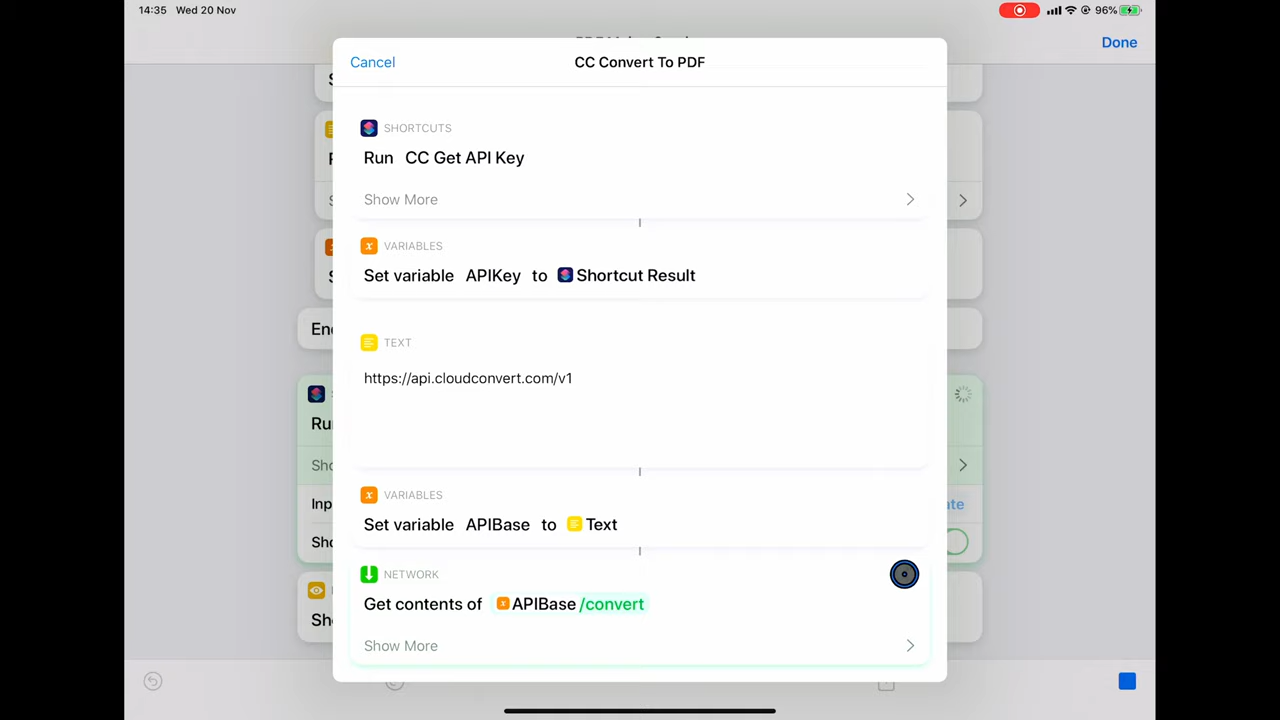 14:35 Wed 20 Nov
96%
Done
Cancel
CC Convert To PDF
SHORTCUTS
Run CC Get API Key
Show More
VARIABLES
Set variable APIKey to Shortcut Result
TEXT
https://api.cloudconvert.com/v1
VARIABLES
Set variable APIBase to Text
NETWORK
Get contents of APIBase/convert
Show More